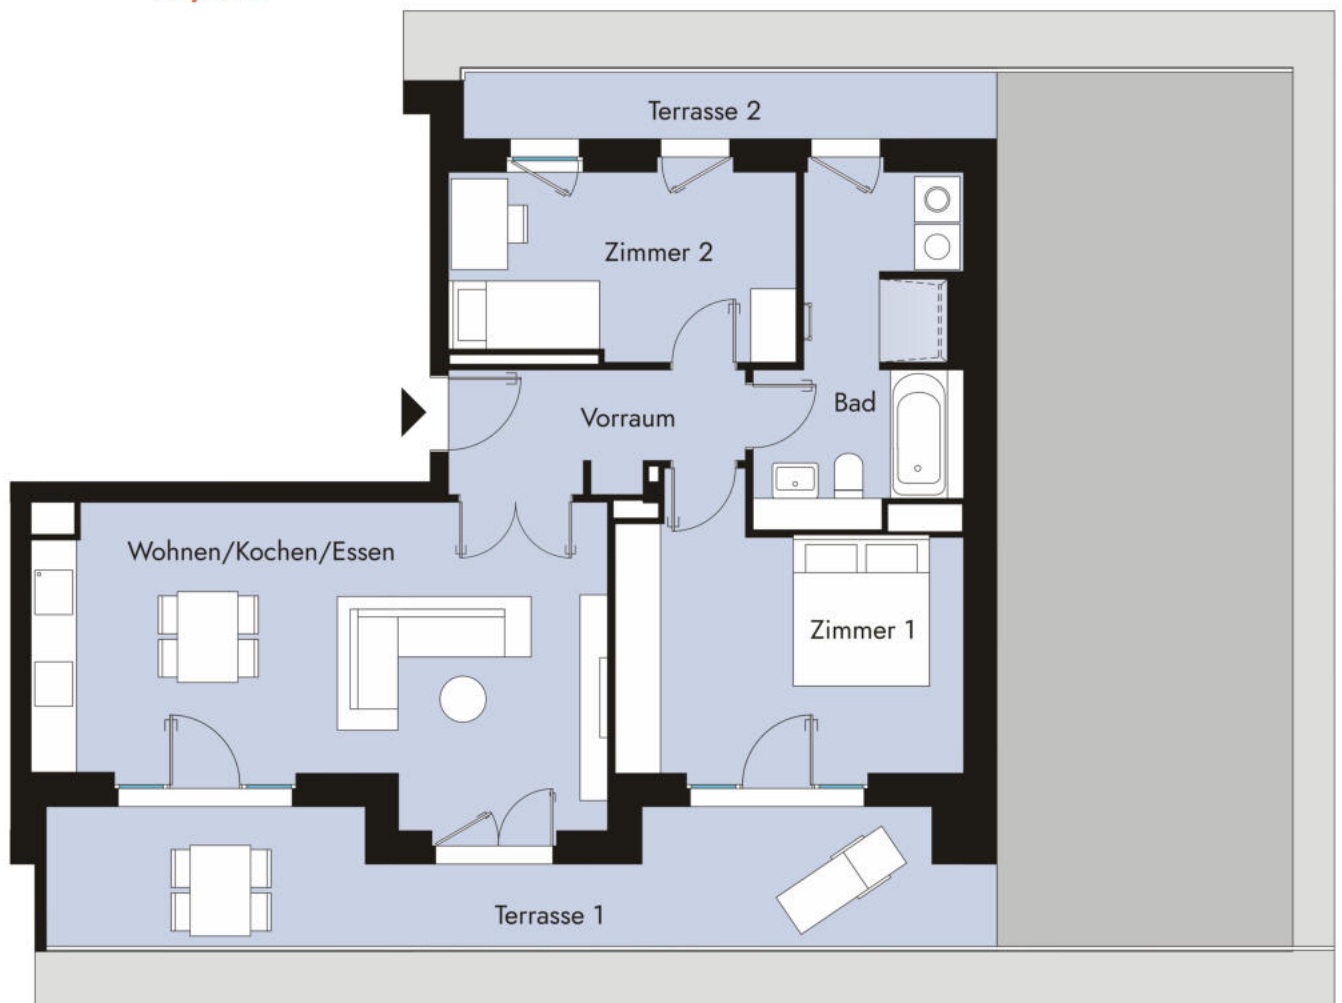 Terrasse 2
Zimmer 2
Bad
Vorraum
Wohnen/Kochen/Essen
Zimmer 1
Terrasse 1